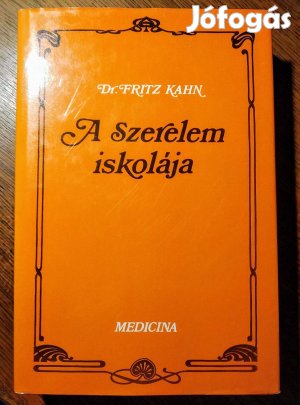 Jófogás
Dr. FRITZ KAHN
A Szerelem
iskolája
MEDICINA